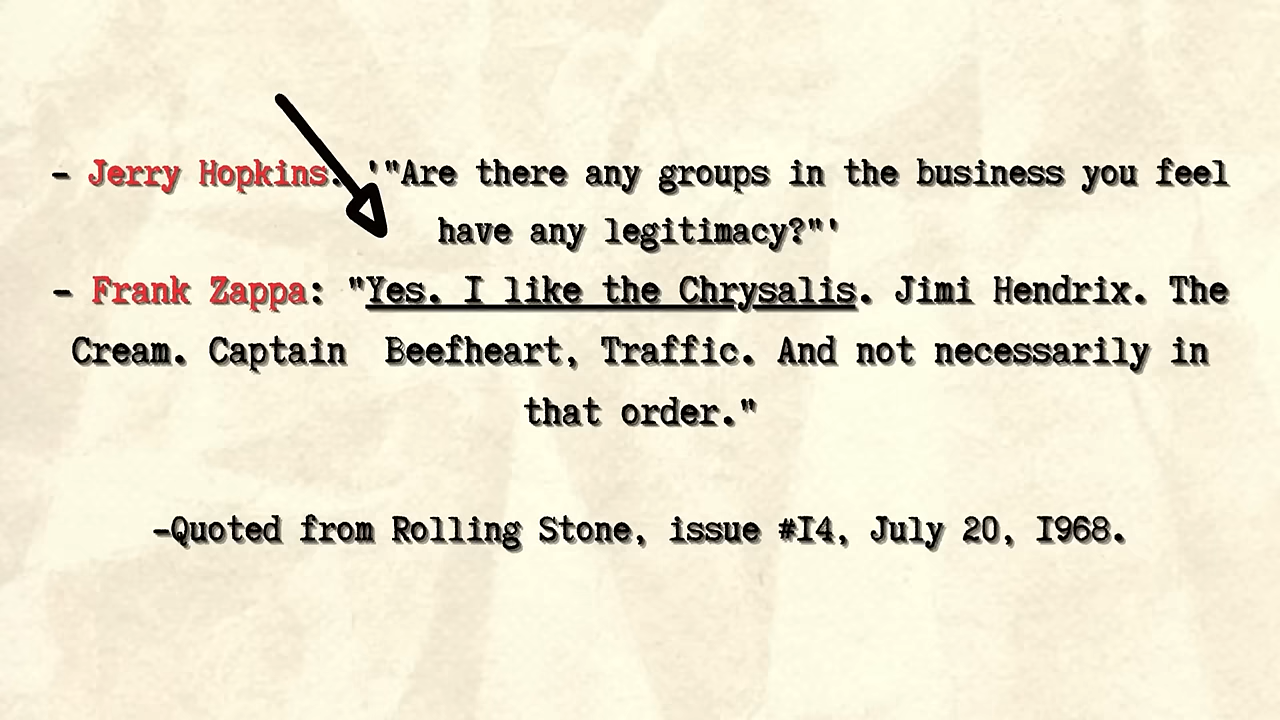 - Jerry Hopkins: '"Are there any groups in the business you feel
have any legitimacy?"'
- Frank Zappa: "Yes. I like the Chrysalis. Jimi Hendrix. The
Cream. Captain  Beefheart, Traffic. And not necessarily in
that order."
-Quoted from Rolling Stone, issue #I4, July 20, I968.